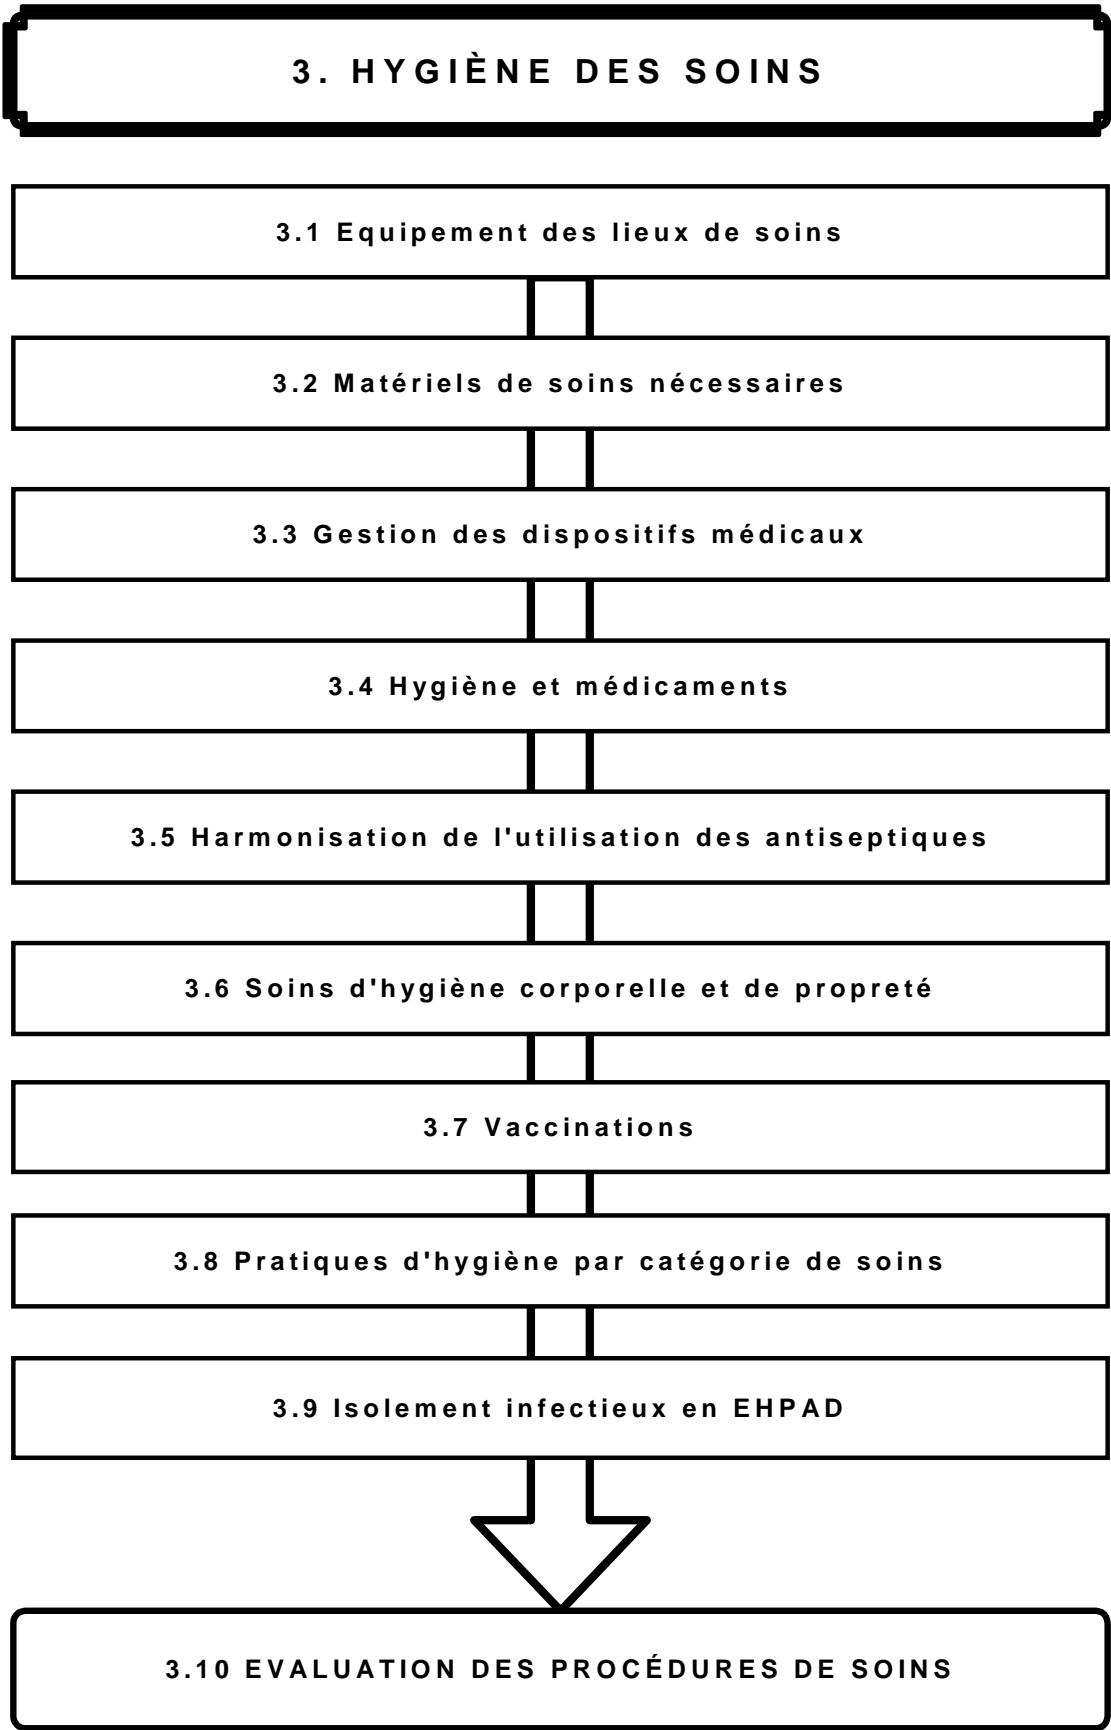 3. HYGIÈNE DES SOINS
3.1 Equipement des lieux de soins
3.2 Matériels de soins nécessaires
3.3 Gestion des dispositifs médicaux
3.4 Hygiène et médicaments
3.5 Harmonisation de l'utilisation des antiseptiques
3.6 Soins d'hygiène corporelle et de propreté
3.7 Vaccinations
3.8 Pratiques d'hygiène par catégorie de soins
3.9 Isolement infectieux en EHPAD
3.10 EVALUATION DES PROCÉDURES DE SOINS